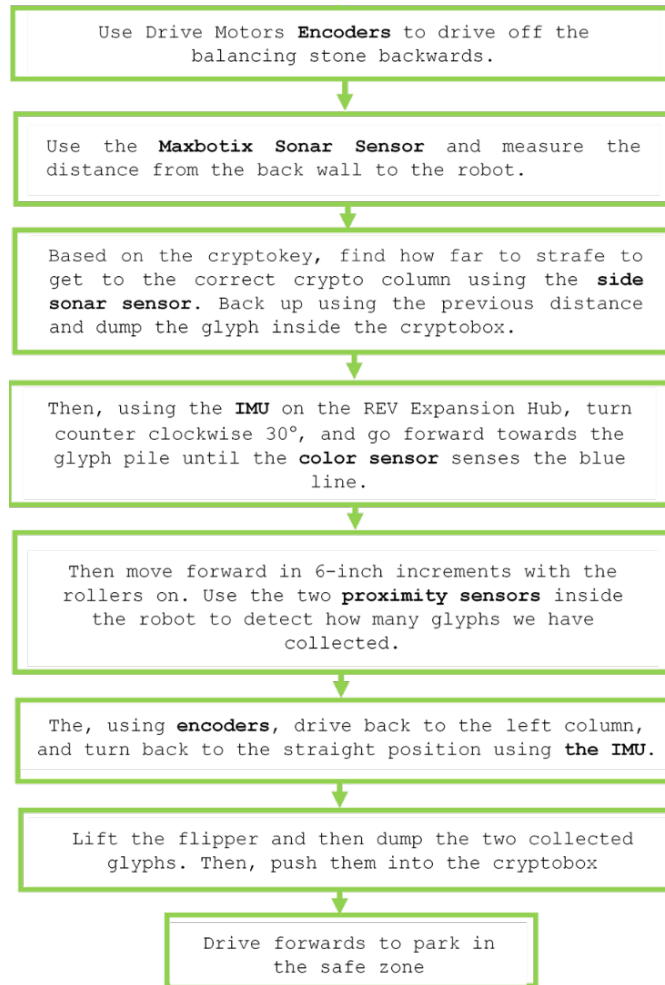 Use Drive Motors Encoders to drive off the
balancing stone backwards.
Use the Maxbotix Sonar Sensor and measure the
distance from the back wall to the robot.
Based on the cryptokey, find how far to strafe to
get to the correct crypto column using the side
sonar sensor. Back up using the previous distance
and dump the glyph inside the cryptobox.
Then, using the IMU on the REV Expansion Hub, turn
counter clockwise 30°, and go forward towards the
glyph pile until the color sensor senses the blue
line.
Then move forward in 6-inch increments with the
rollers on. Use the two proximity sensors inside
the robot to detect how many glyphs we have
collected.
The, using encoders, drive back to the left column,
and turn back to the straight position using the IMU.
Lift the flipper and then dump the two collected
glyphs. Then, push them into the cryptobox
Drive forwards to park in
the safe zone